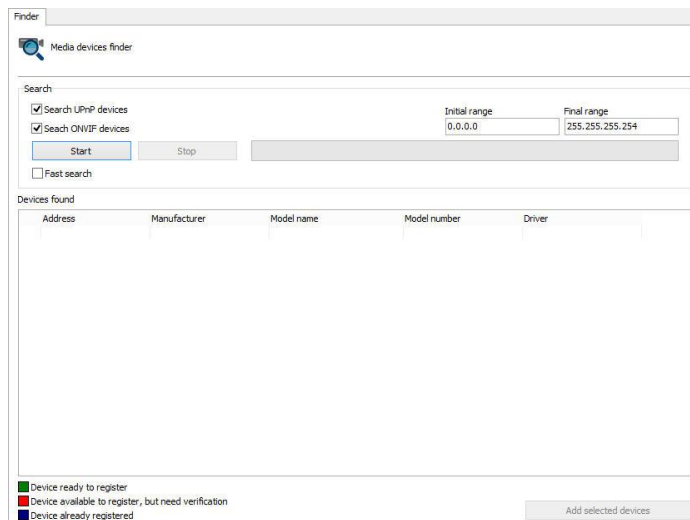 Finder
Media devices finder
Search
Search UPnP devices
Seach ONVIF devices
Initial range
Final range
0.0.0.0
255.255.255.254
Start
Stop
Fast search
Devices found
Address Manufacturer Model name Model number Driver
Device ready to register
Device available to register, but need verification
Device already registered
Add selected devices